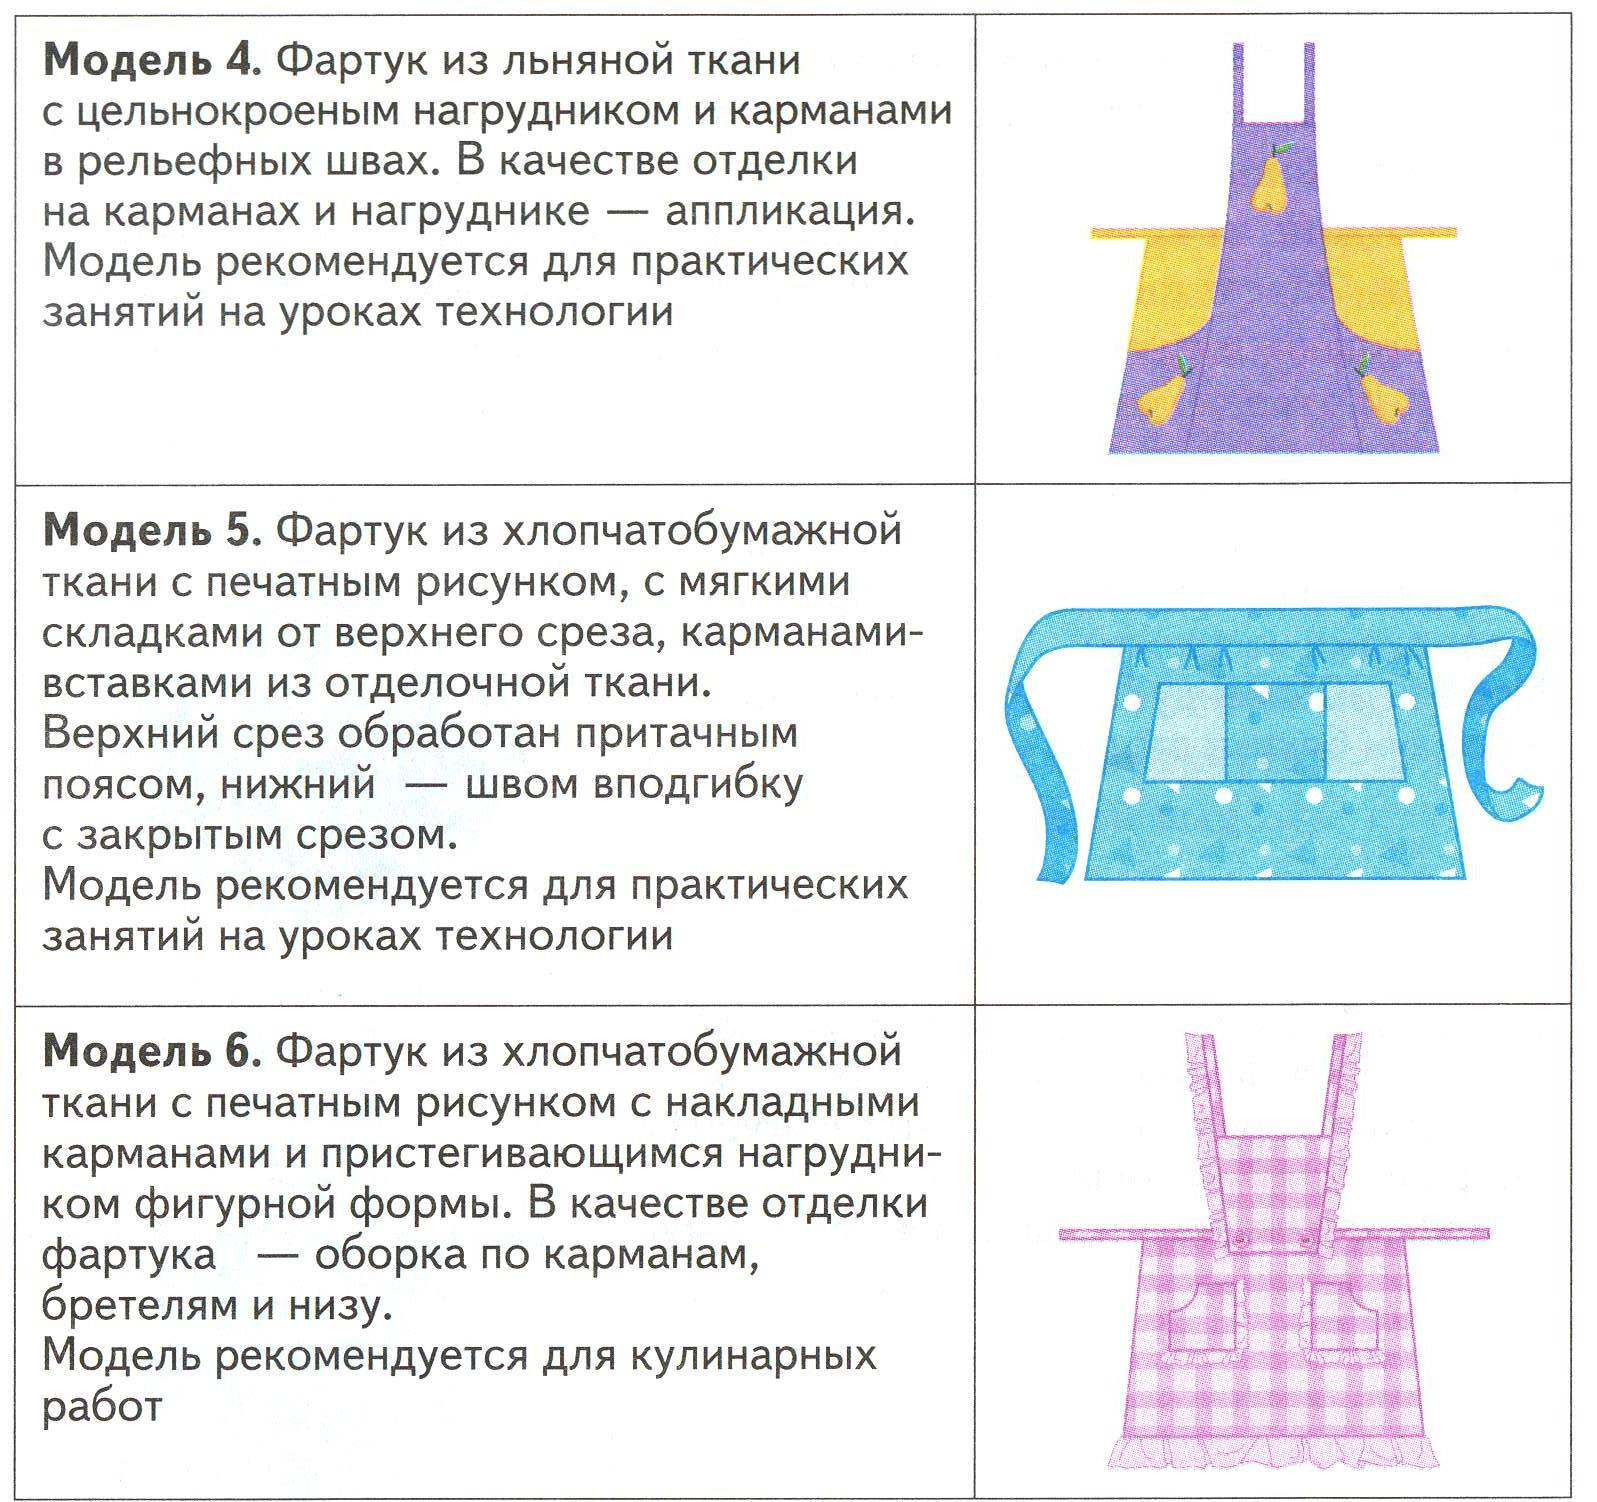 Модель 4. Фартук из льняной ткани
с цельнокроеным нагрудником и карманами
в рельефных швах. В качестве отделки
на карманах и нагруднике — аппликация.
Модель рекомендуется для практических
занятий на уроках технологии
Модель 5. Фартук из хлопчатобумажной
ткани с печатным рисунком, с мягкими
складками от верхнего среза, карманами-
вставками из отделочной ткани.
Верхний срез обработан притачным
поясом, нижний — швом вподгибку
с закрытым срезом.
Модель рекомендуется для практических
занятий на уроках технологии
Модель 6. Фартук из хлопчатобумажной
ткани с печатным рисунком с накладными
карманами и пристегивающимся нагрудни-
ком фигурной формы. В качестве отделки
фартука — оборка по карманам,
бретелям и низу.
Модель рекомендуется для кулинарных
работ